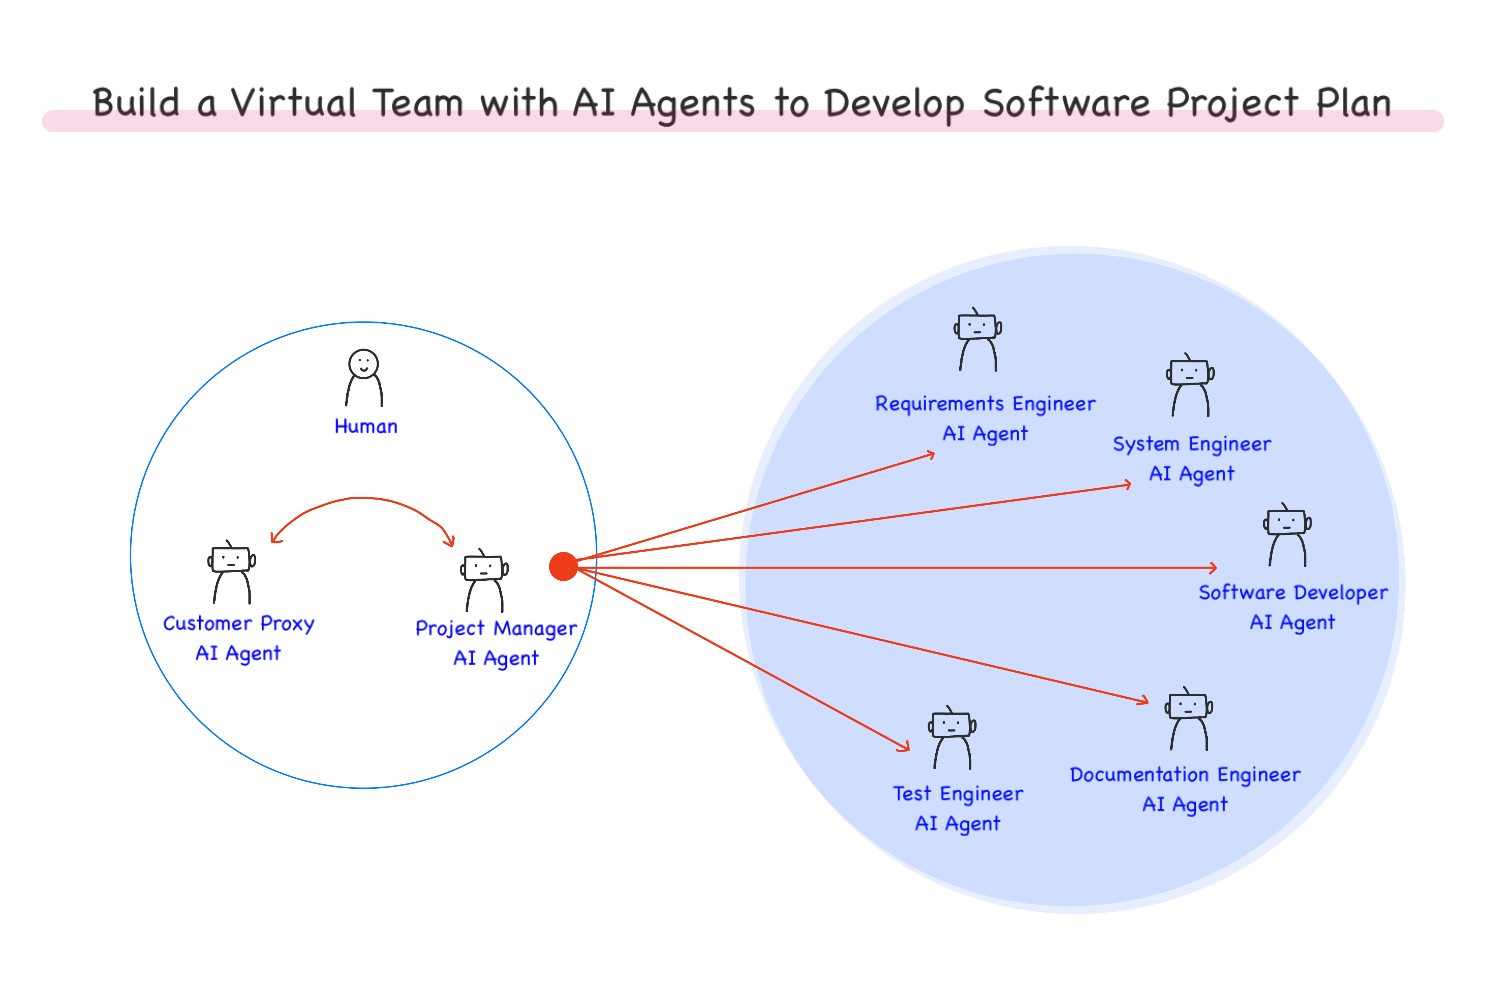 Build a Virtual Team with AI Agents to Develop Software Project Plan
Human
Customer Proxy
AI Agent
Project Manager
AI Agent
Requirements Engineer
AI Agent
System Engineer
AI Agent
Software Developer
AI Agent
Documentation Engineer
AI Agent
Test Engineer
AI Agent